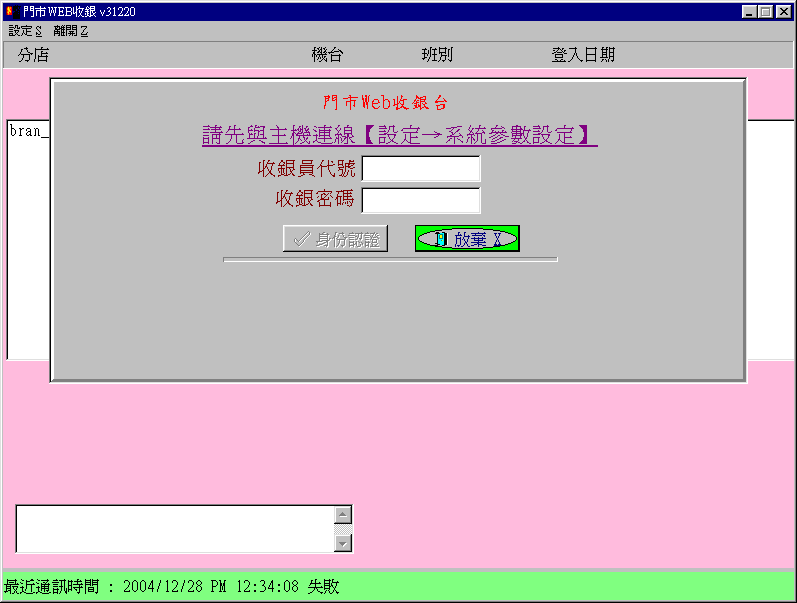 門市WEB收銀 v31220
設定S 離開Z
分店 機台 班別 登入日期
門市Web收銀台
bran_
請先與主機連線【設定→系統參數設定】
收銀員代號
收銀密碼
身份認證 放棄 X
最近通訊時間 : 2004/12/28 PM 12:34:08 失敗